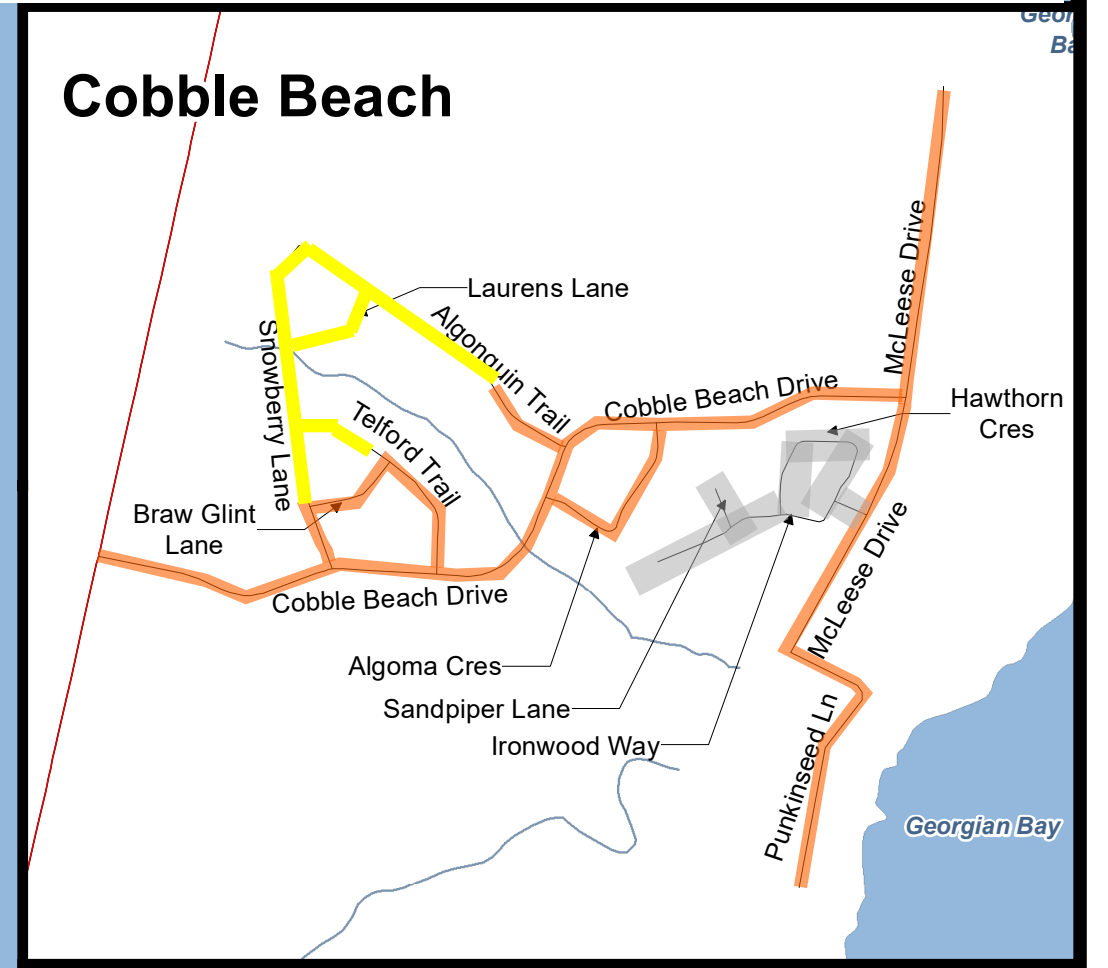 Cobble Beach
McLeese Drive
Laurens Lane
Algonquin Trail
Snowberry Lane
Cobble Beach Drive
Hawthorn
Cres
Telford Trail
Braw Glint
Lane
McLeese Drive
Cobble Beach Drive
Algoma Cres
Sandpiper Lane
Ironwood Way
Punkinseed Ln
Georgian Bay